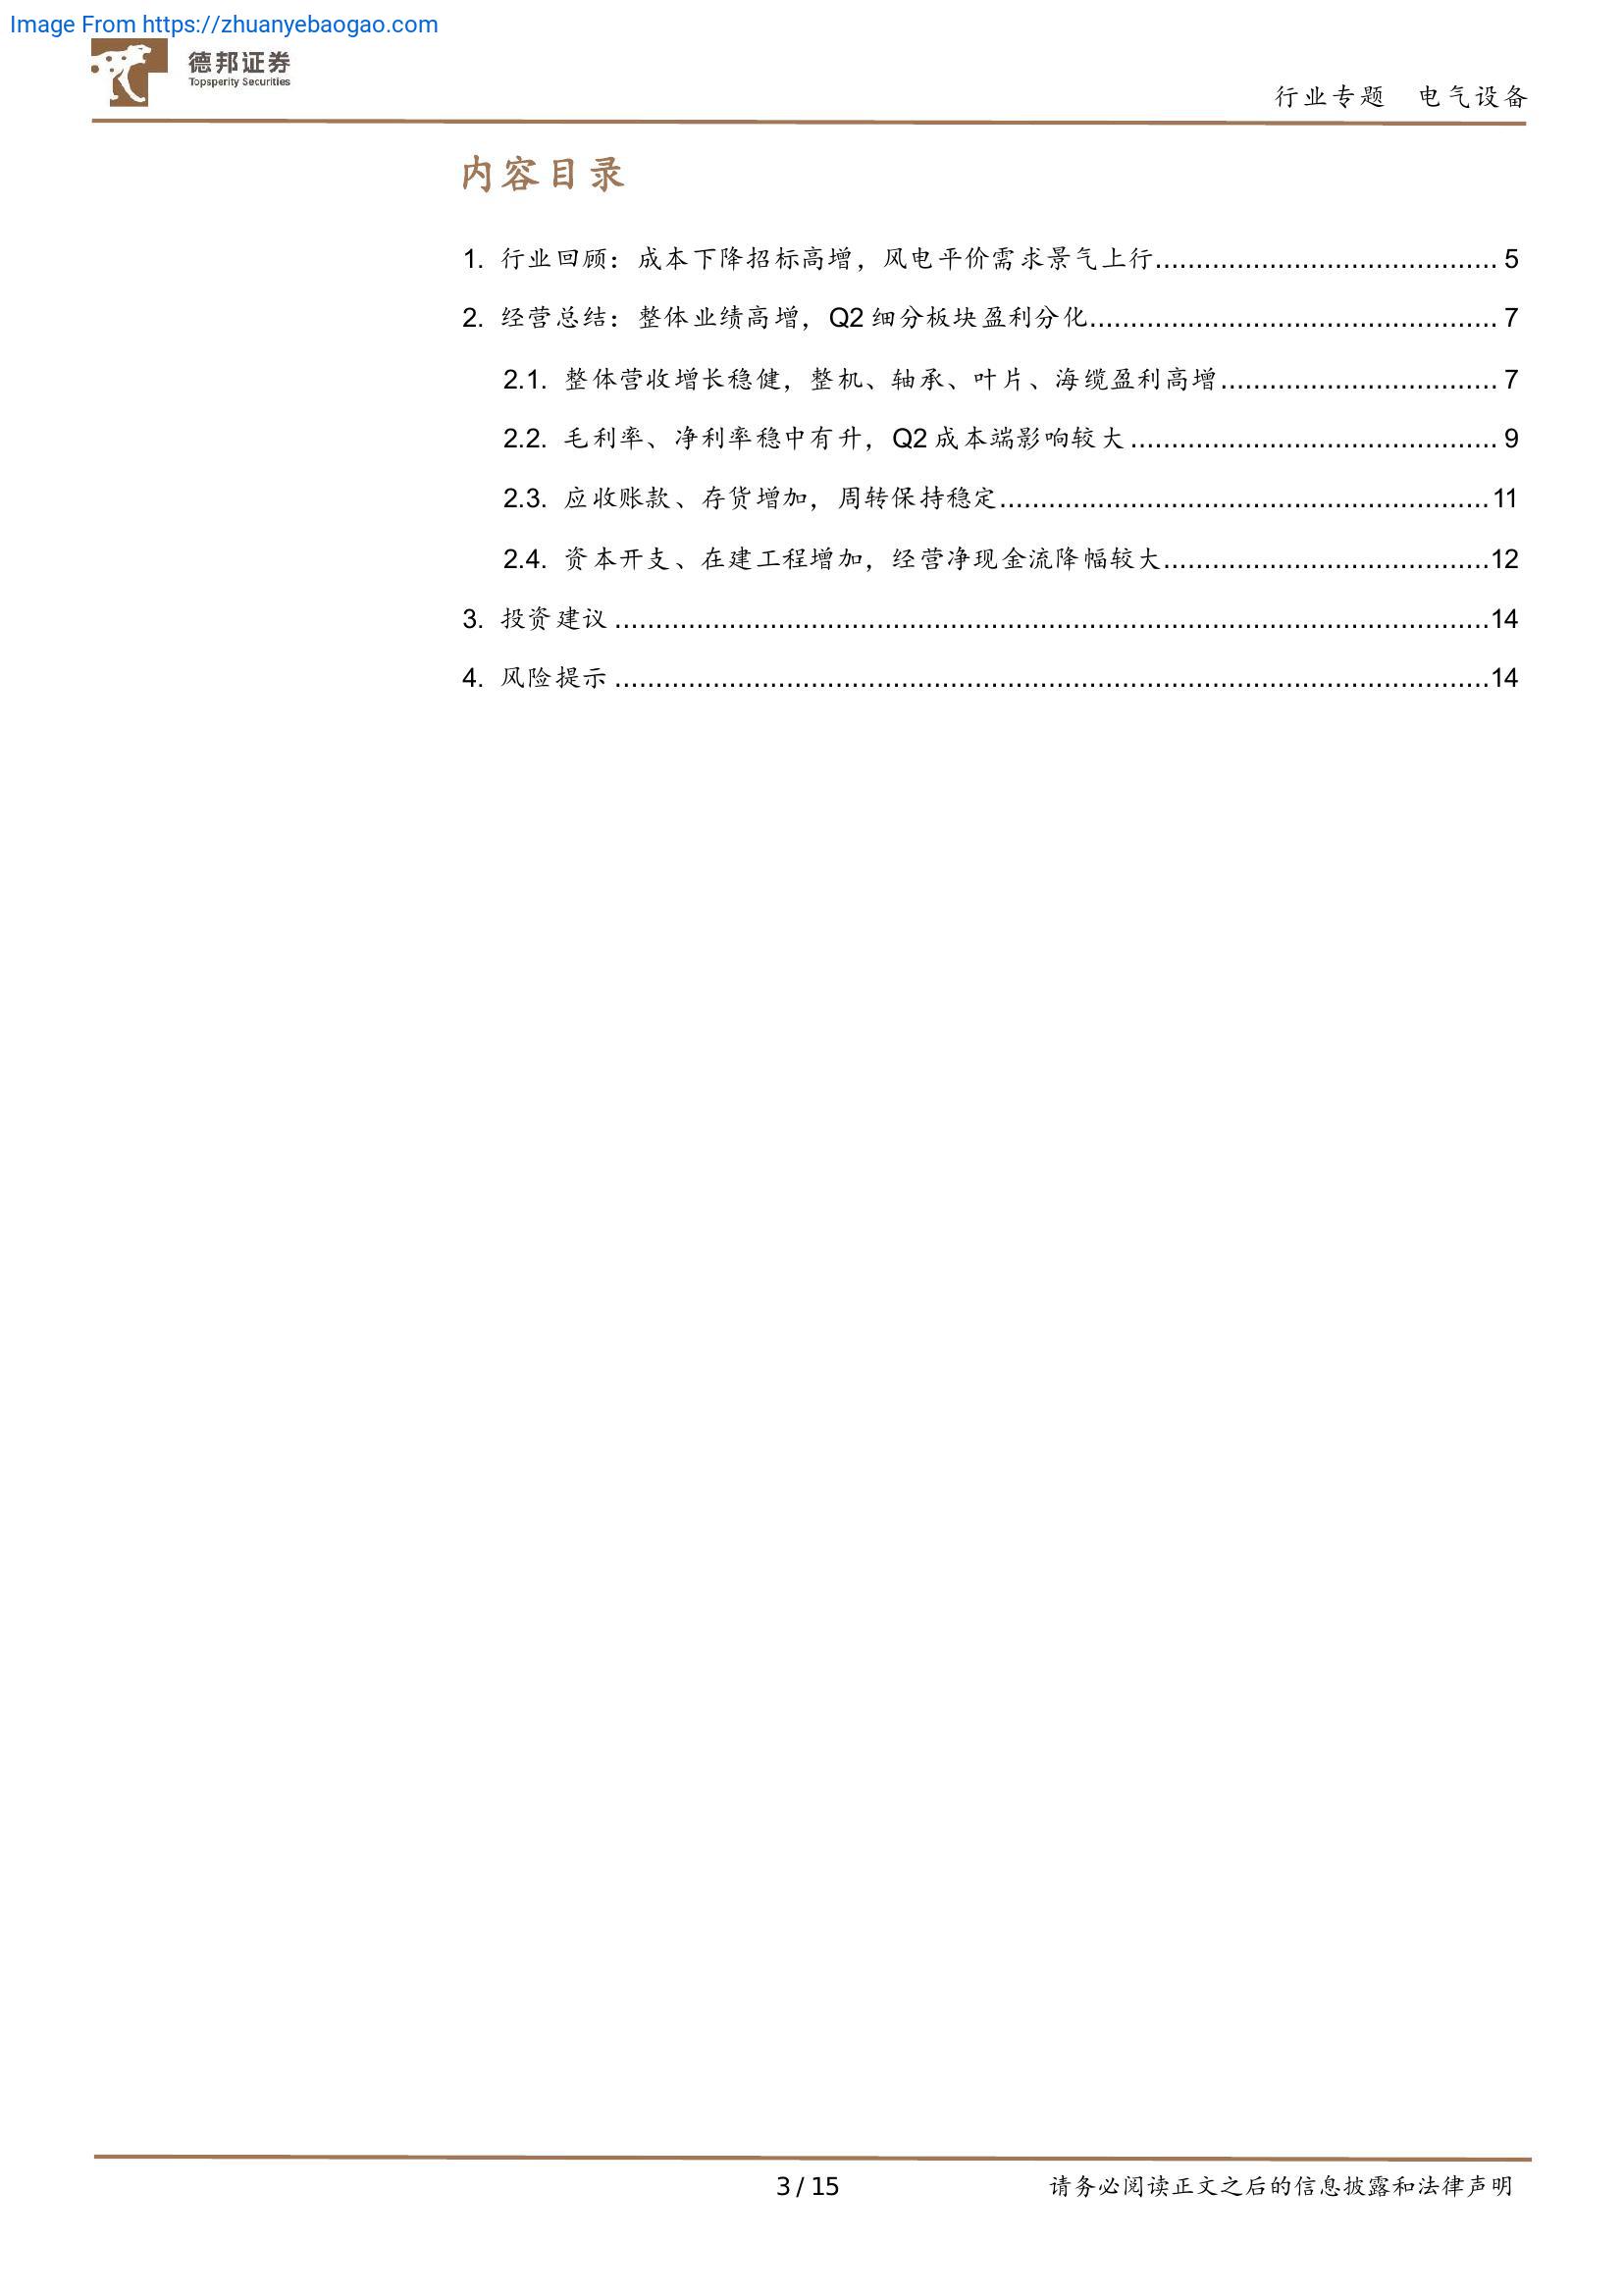 Image From https://zhuanyebaogao.com
德邦证券
Topsperity Securities
行业专题 电气设备
内容目录
1. 行业回顾：成本下降招标高增，风电平价需求景气上行.......................................... 5
2. 经营总结：整体业绩高增，Q2 细分板块盈利分化.................................................. 7
2.1. 整体营收增长稳健，整机、轴承、叶片、海缆盈利高增.................................. 7
2.2. 毛利率、净利率稳中有升，Q2 成本端影响较大............................................. 9
2.3. 应收账款、存货增加，周转保持稳定............................................................ 11
2.4. 资本开支、在建工程增加，经营净现金流降幅较大........................................12
3. 投资建议...........................................................................................................14
4. 风险提示...........................................................................................................14
3 / 15
请务必阅读正文之后的信息披露和法律声明